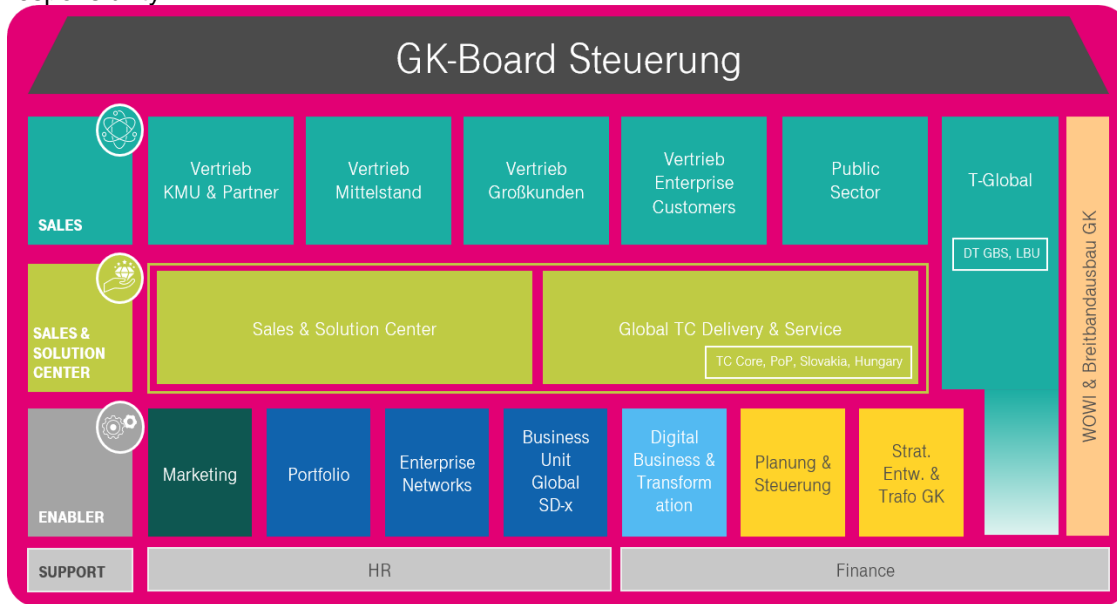 GK-Board Steuerung
SALES
Vertrieb
KMU & Partner
Vertrieb
Mittelstand
Vertrieb
Großkunden
Vertrieb
Enterprise
Customers
Public
Sector
T-Global
DT GBS, LBU
WOWI & Breitbandausbau GK
SALES &
SOLUTION
CENTER
Sales & Solution Center
Global TC Delivery & Service
TC Core, PoP, Slovakia, Hungary
ENABLER
Marketing
Portfolio
Enterprise
Networks
Business
Unit
Global
SD-x
Digital
Business &
Transform
ation
Planung &
Steuerung
Strat.
Entw. &
Trafo GK
SUPPORT
HR
Finance